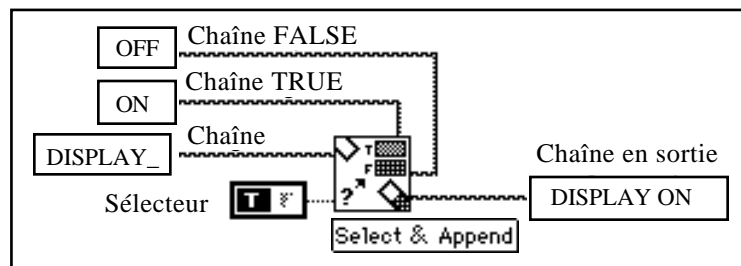 OFF
Chaîne FALSE
ON
Chaîne TRUE
DISPLAY_
Chaîne
T
F
?
Sélecteur
T F
Select & Append
Chaîne en sortie
DISPLAY ON